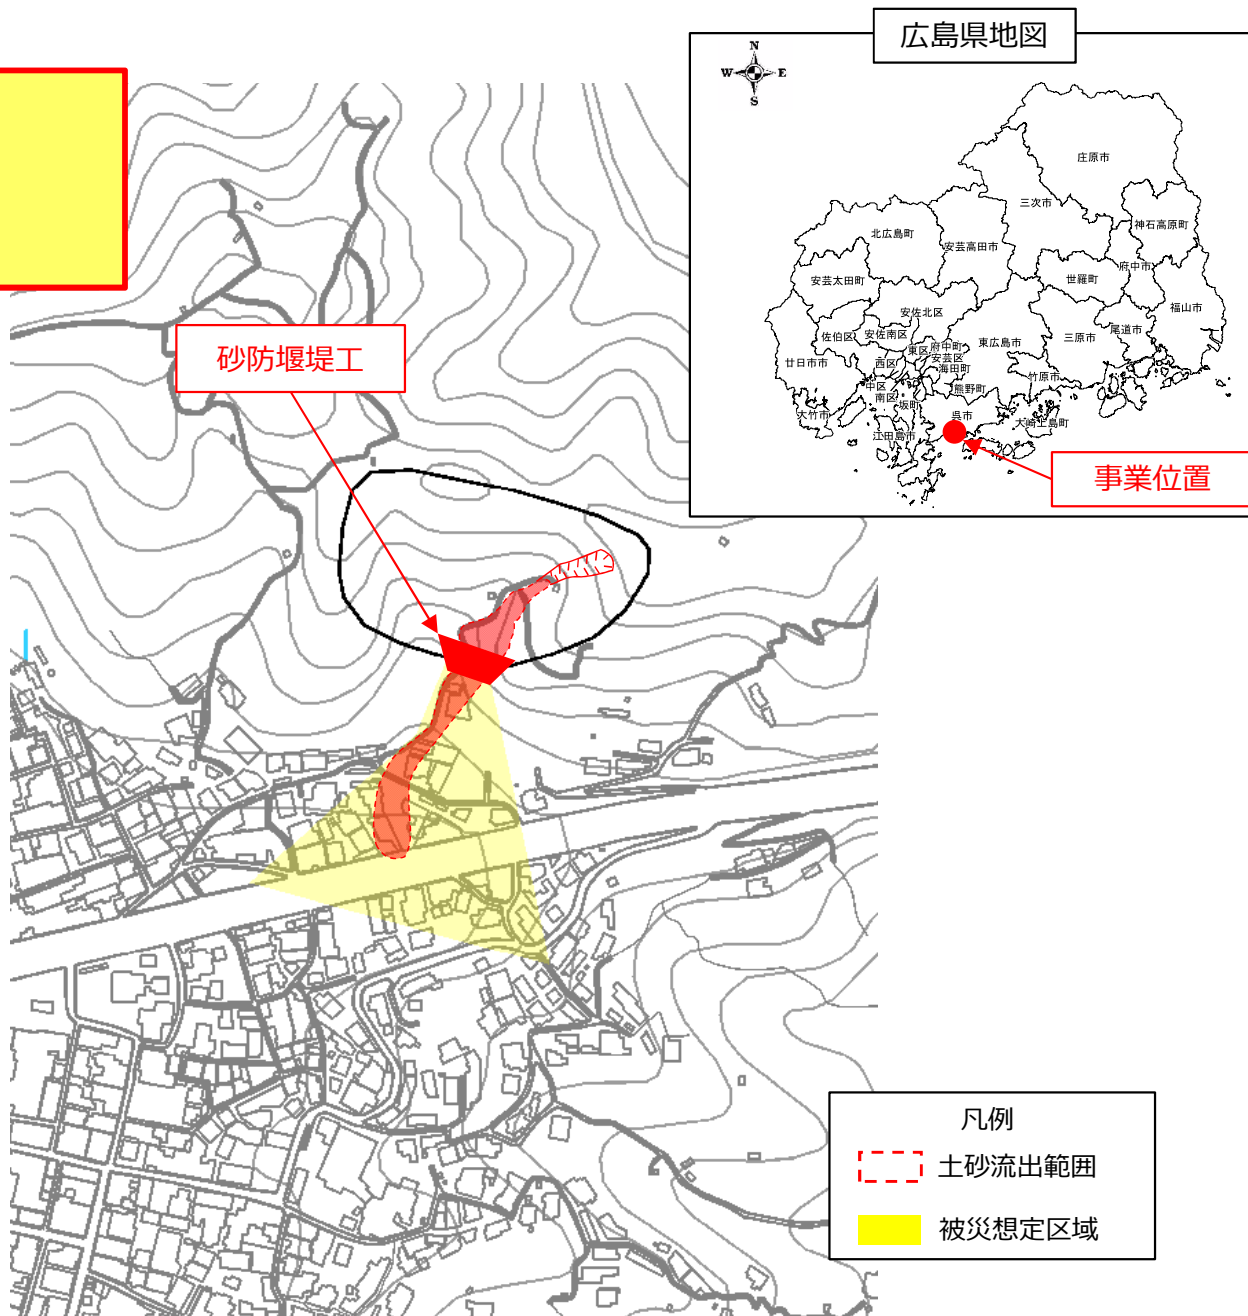 広島県地図
N
W E
S
庄原市
三次市
神石高原町
北広島町
安芸高田市
府中市
安芸太田町
世羅町
福山市
安佐北区
尾道市
佐伯区
安佐南区
三原市
東広島市
府中町
東区
安芸区
廿日市市
西区
海田町
竹原市
中区
熊野町
南区
坂町
大竹市
呉市
大崎上島町
江田島市
事業位置
砂防堰堤工
凡例
土砂流出範囲
被災想定区域